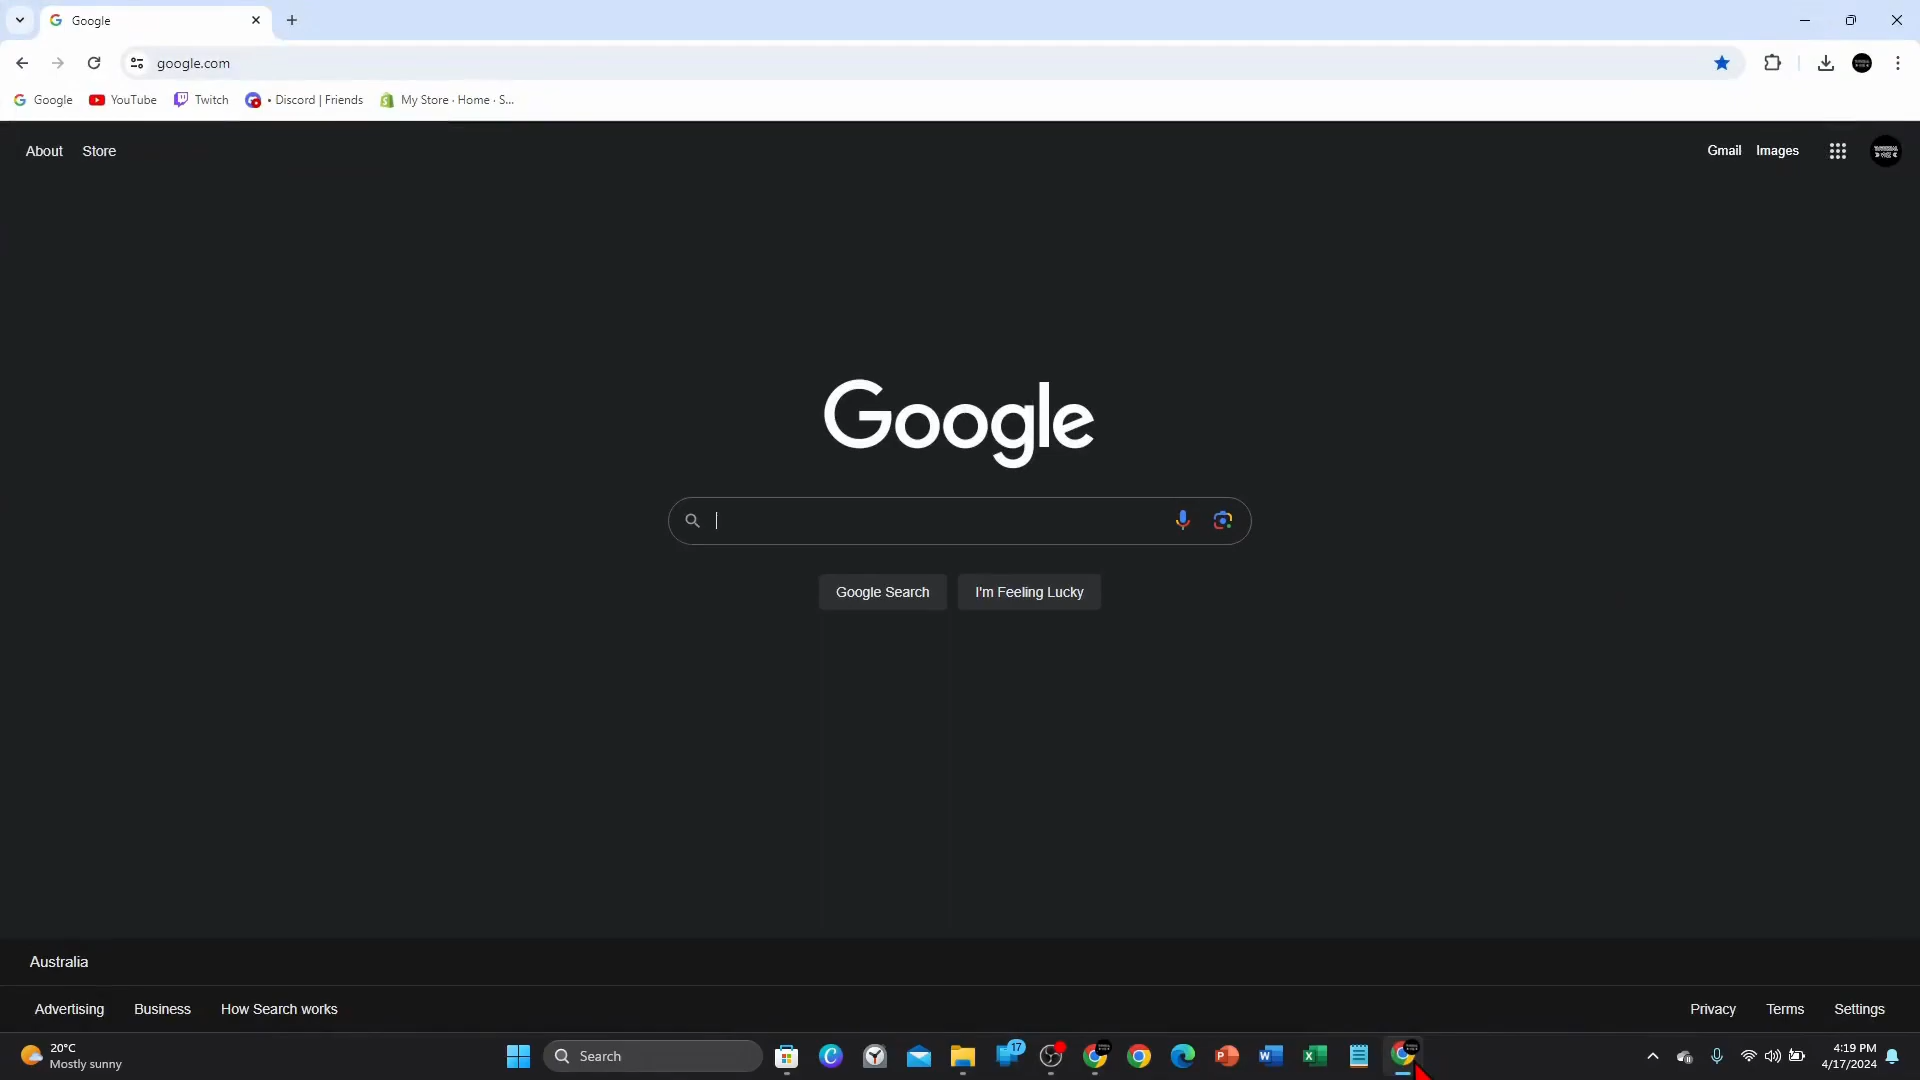 Google
google.com
Google YouTube Twitch • Discord | Friends My Store · Home · S...
About Store Gmail Images
Google
Google Search I'm Feeling Lucky
Australia
Advertising Business How Search works Privacy Terms Settings
20°C
Mostly sunny
Search
17
4:19 PM
4/17/2024